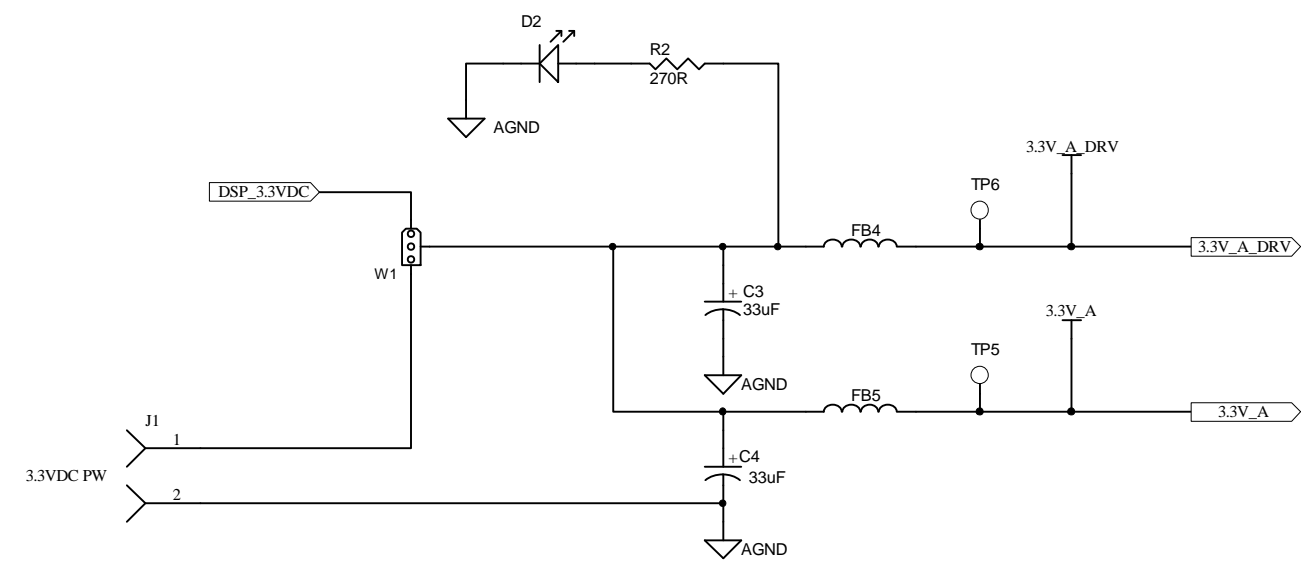 D2
R2
270R
AGND
3.3V_A_DRV
DSP_3.3VDC
TP6
FB4
3.3V_A_DRV
W1
+ C3
33uF
3.3V_A
TP5
AGND
FB5
J1
3.3V_A
1
+ C4
3.3VDC PW
33uF
2
AGND